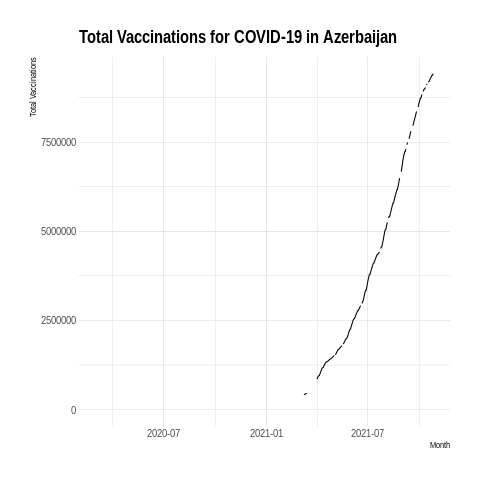 Total Vaccinations for COVID-19 in Azerbaijan
Total Vaccinations
7500000
5000000
2500000
0
2020-07 2021-01 2021-07
Month